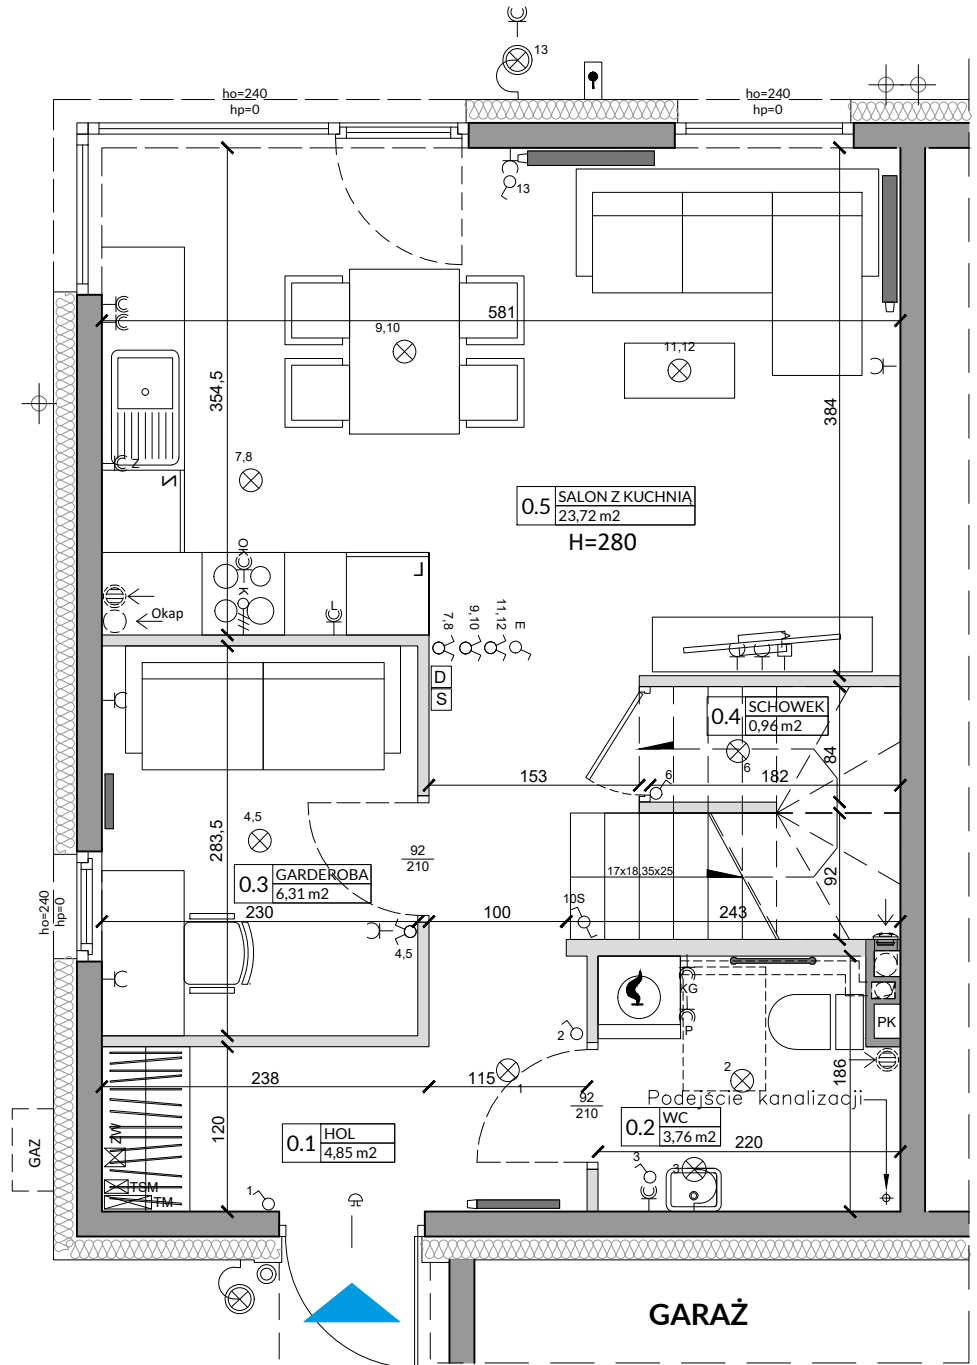 13
ho=240
hp=0
ho=240
hp=0
13
581
9,10
11,12
354,5
384
Z
7,8
0.5
SALON Z KUCHNIĄ
23,72 m2
H=280
OK
K
L
L
Okap
7,8
9,10
11,12
E
D
S
0.4
SCHOWEK
0,96 m2
6
84
153
182
6
4,5
283,5
92
210
17x18,35x25
92
0.3
GARDEROBA
6,31 m2
ho=240
hp=0
230
100
10S
243
4,5
KG
P
PK
2
238
115
1
2
186
92
210
Podejście kanalizacji
120
ZW
0.1
HOL
4,85 m2
0.2
WC
3,76 m2
220
GAZ
TSM
TM
1
3
3
GARAŻ